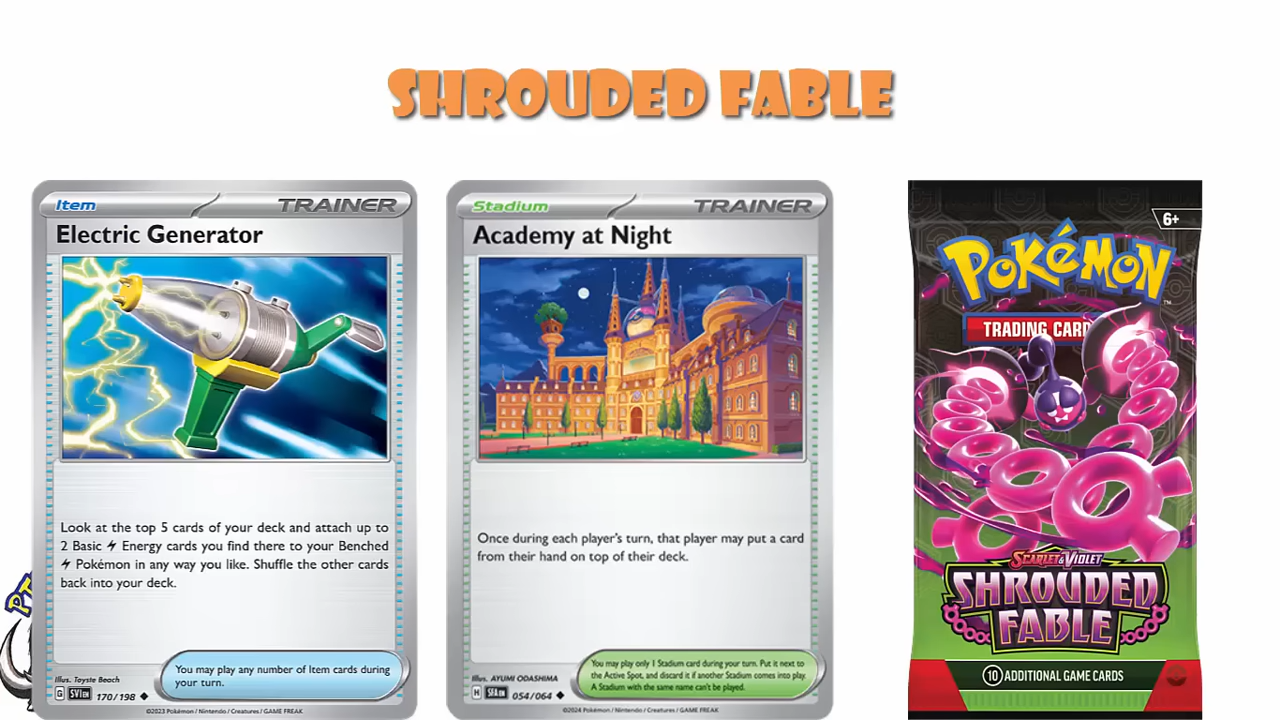 SHROUDED FABLE
Item
TRAINER
Electric Generator
Look at the top 5 cards of your deck and attach up to
2 Basic Energy cards you find there to your Benched
Pokémon in any way you like. Shuffle the other cards
back into your deck.
You may play any number of Item cards during
your turn.
Illus. Toyste Beach
G SVI EN 170/198
©2023 Pokémon / Nintendo / Creatures / GAME FREAK
Stadium
TRAINER
Academy at Night
Once during each player's turn, that player may put a card
from their hand on top of their deck.
You may play only 1 Stadium card during your turn. Put it next to
the Active Spot, and discard it if another Stadium comes into play.
A Stadium with the same name can't be played.
Illus. AYUMI ODASHIMA
H SFA EN 054/064
©2024 Pokémon / Nintendo / Creatures / GAME FREAK
6+
POKÉMON
TM
TRADING CARD
SCARLET & VIOLET
SHROUDED
FABLE
10 ADDITIONAL GAME CARDS